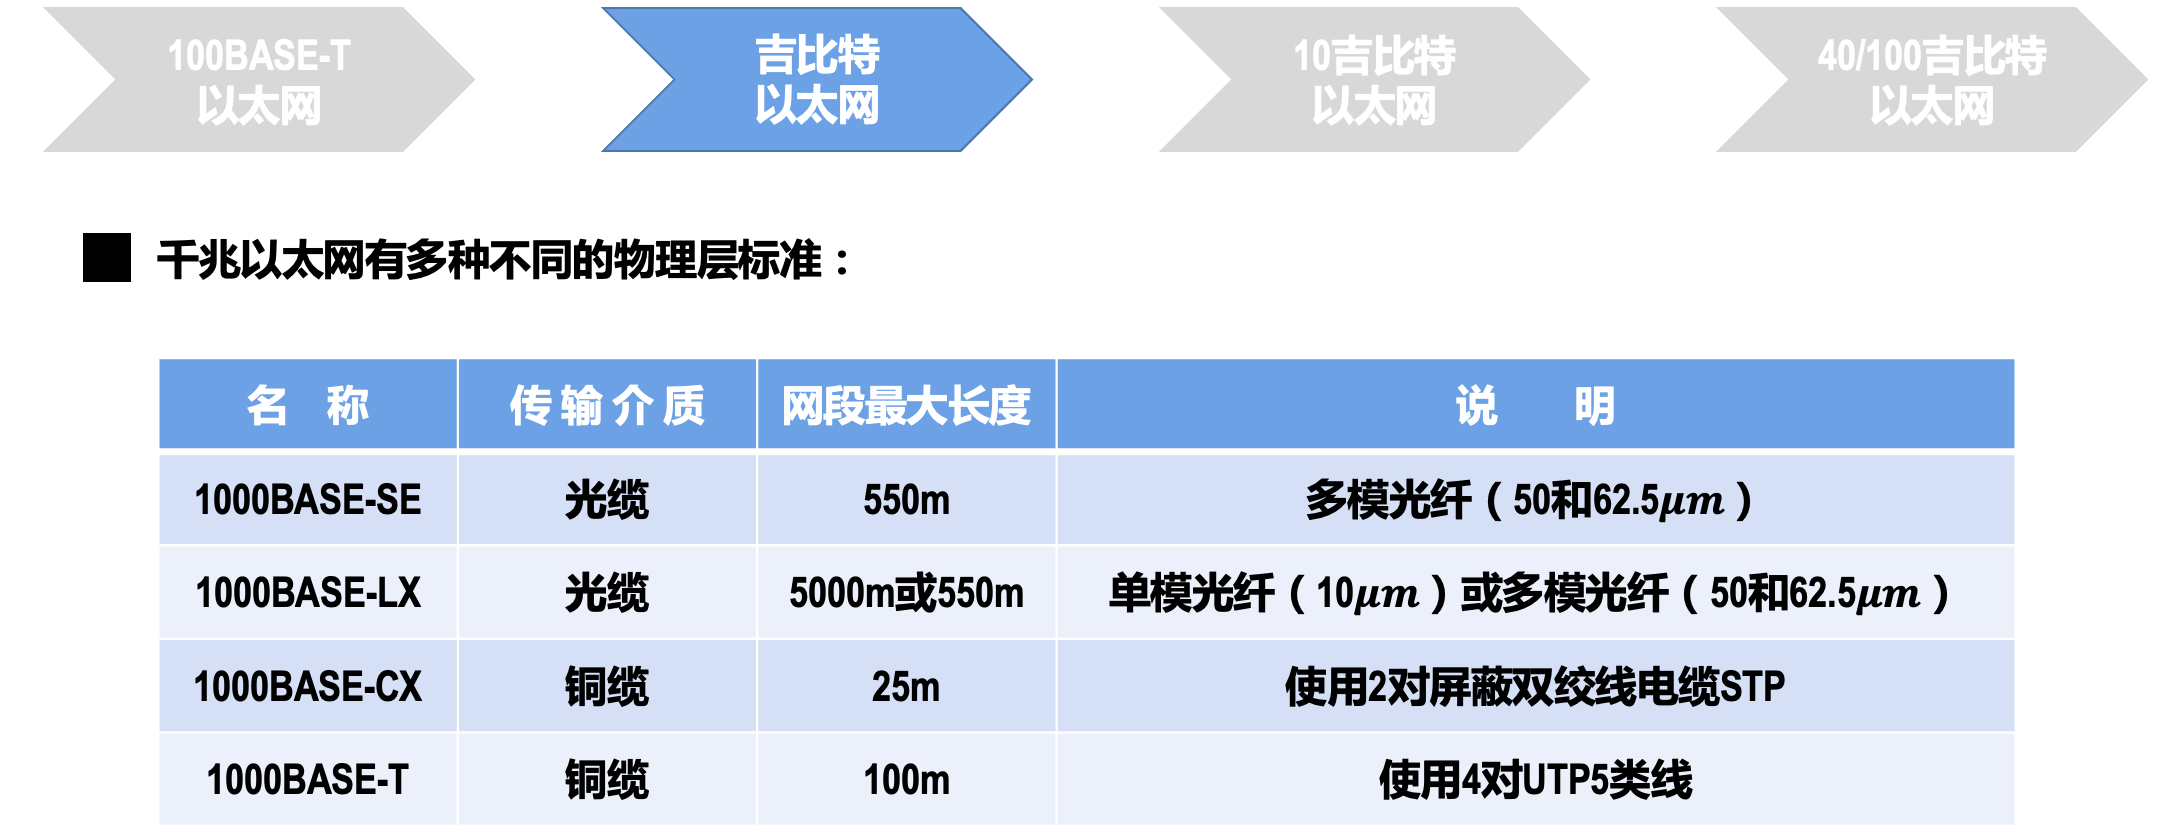 100BASE-T
以太网
吉比特
以太网
10吉比特
以太网
40/100吉比特
以太网
千兆以太网有多种不同的物理层标准：
名 称 传输介质 网段最大长度 说 明
1000BASE-SE 光缆 550m 多模光纤（50和62.5μm）
1000BASE-LX 光缆 5000m或550m 单模光纤（10μm）或多模光纤（50和62.5μm）
1000BASE-CX 铜缆 25m 使用2对屏蔽双绞线电缆STP
1000BASE-T 铜缆 100m 使用4对UTP5类线